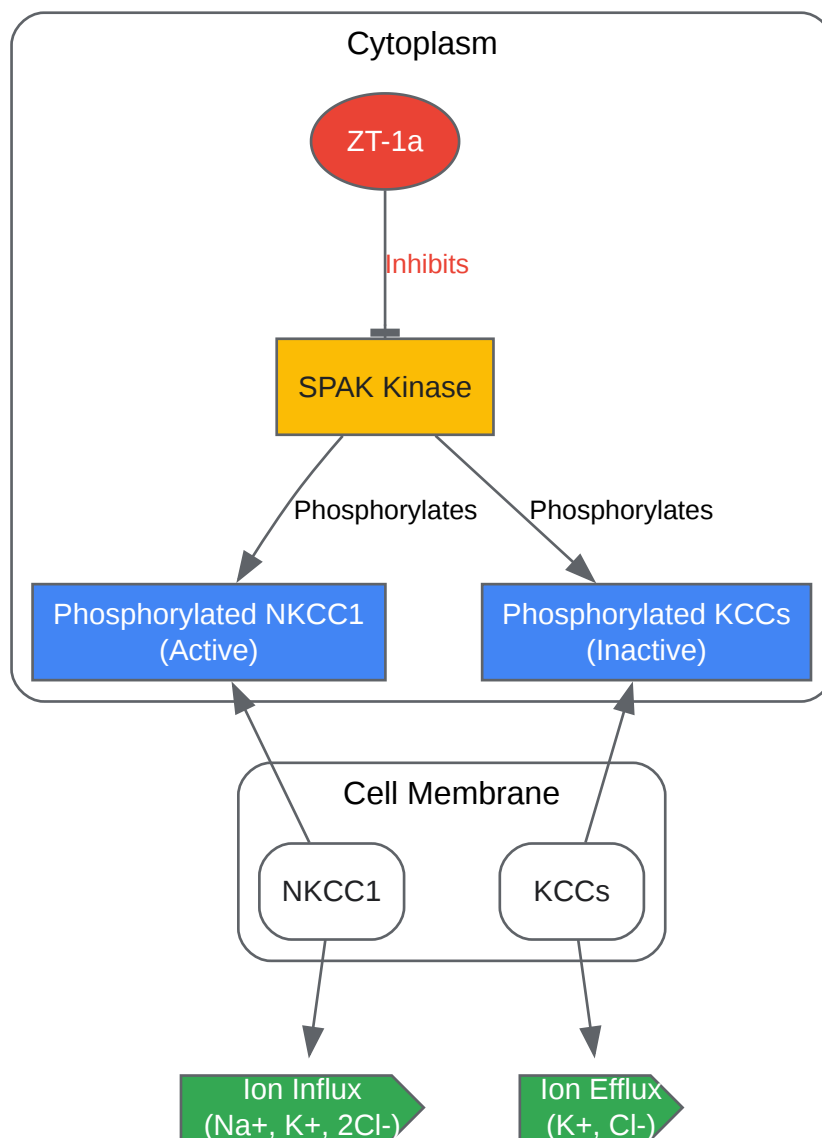 Cytoplasm
ZT-1a
Inhibits
SPAK Kinase
Phosphorylates
Phosphorylates
Phosphorylated NKCC1
(Active)
Phosphorylated KCCs
(Inactive)
Cell Membrane
NKCC1
KCCs
Ion Influx
(Na+, K+, 2Cl-)
Ion Efflux
(K+, Cl-)